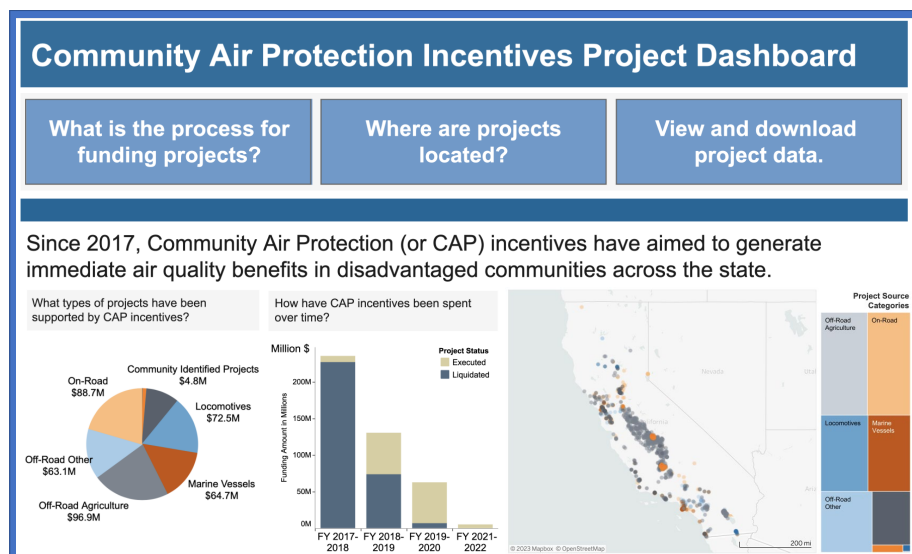 Community Air Protection Incentives Project Dashboard
What is the process for
funding projects?
Where are projects
located?
View and download
project data.
Since 2017, Community Air Protection (or CAP) incentives have aimed to generate
immediate air quality benefits in disadvantaged communities across the state.
What types of projects have been
supported by CAP incentives?
On-Road
$88.7M
Community Identified Projects
$4.8M
Locomotives
$72.5M
Marine Vessels
$64.7M
Off-Road Agriculture
$96.9M
Off-Road Other
$63.1M
How have CAP incentives been spent
over time?
Million $
Project Status
Executed
Liquidated
Funding Amount in Millions
200M
150M
100M
50M
0M
FY 2017-
2018
FY 2018-
2019
FY 2019-
2020
FY 2021-
2022
Nevada
California
© 2023 Mapbox © OpenStreetMap
200 mi
Project Source
Categories
Off-Road
Agriculture
On-Road
Locomotives
Marine
Vessels
Off-Road
Other